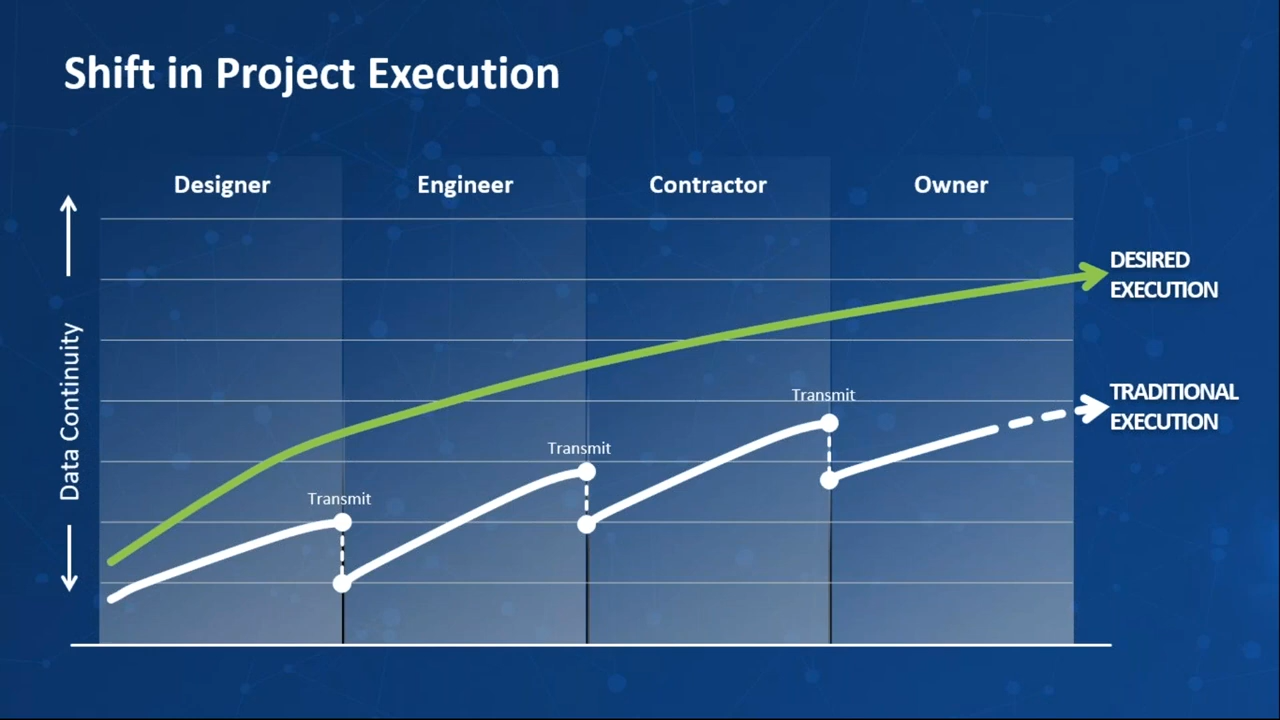 Shift in Project Execution
Designer
Engineer
Contractor
Owner
DESIRED
EXECUTION
Data Continuity
TRADITIONAL
EXECUTION
Transmit
Transmit
Transmit